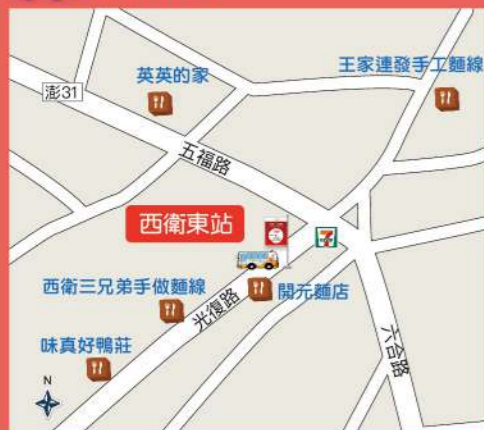 英英的家
王家連發手工麵線
澎31
五福路
西衛東站
7
西衛三兄弟手做麵線
開元麵店
光復路
味真好鴨莊
六合路
N